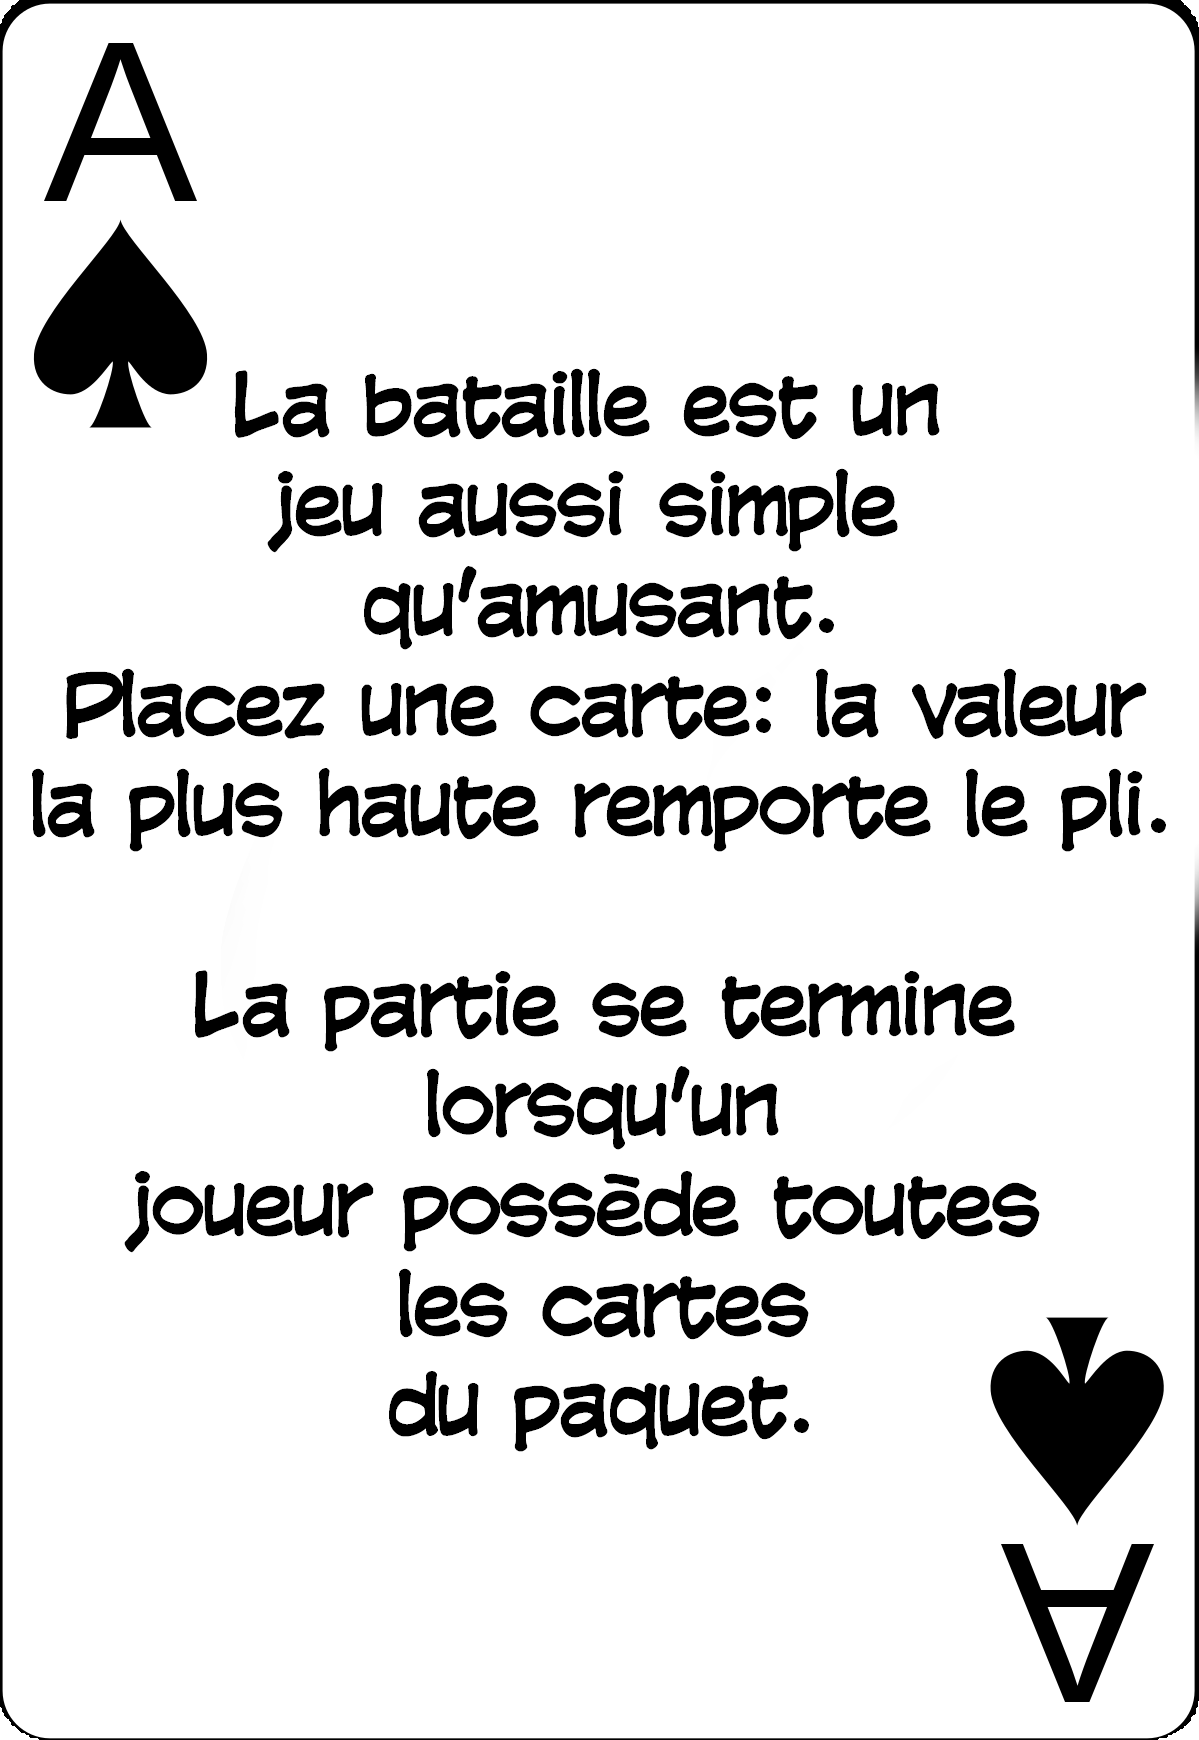 A
La bataille est un
jeu aussi simple
qu'amusant.
Placez une carte: la valeur
la plus haute remporte le pli.
La partie se termine
lorsqu'un
joueur possède toutes
les cartes
du paquet.
A